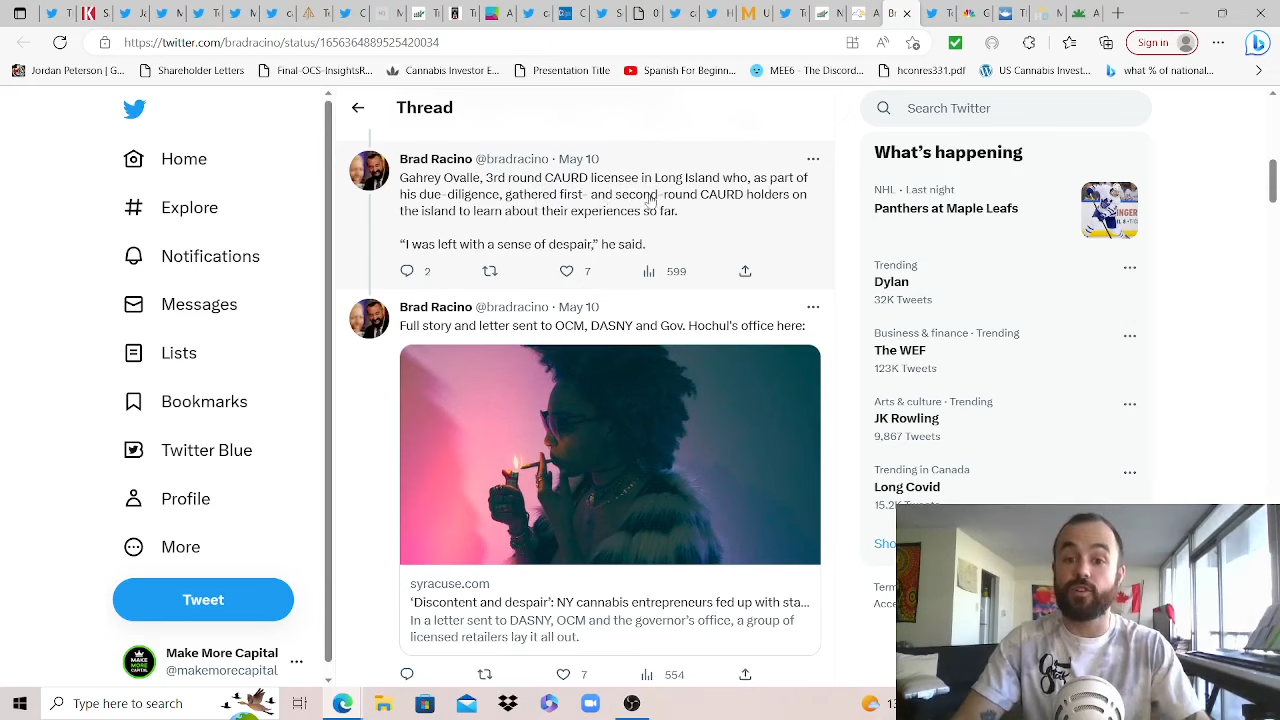 https://twitter.com/bradracino/status/1656364889525420034
Sign in
Jordan Peterson | G...
Shareholder Letters
Final-OCS-InsightsR...
Cannabis Investor C...
Presentation Title
Spanish for Beginn...
MEE6 - The Discord...
hconres331.pdf
US Cannabis compa...
weight % of national...
Home
Explore
Notifications
Messages
Lists
Bookmarks
Twitter Blue
Profile
More
Tweet
Make More Capital
@makemorecapital
Thread
Brad Racino @bradracino · May 10
Gahrey Ovalle, 3rd round CAURD licensee in Long Island who, as part of
his due-diligence, gathered first- and second-round CAURD holders on
the island to learn about their experiences so far.
“I was left with a sense of despair,” he said.
2
7
599
Brad Racino @bradracino · May 10
Full story and letter sent to OCM, DASNY and Gov. Hochul's office here:
syracuse.com
‘Discontent and despair’: NY cannabis entrepreneurs fed up with sta...
In a letter sent to DASNY, OCM and the governor’s office, a group of
licensed retailers lay it all out.
7
554
Search Twitter
What’s happening
NHL · Last night
Panthers at Maple Leafs
Trending
Dylan
32K Tweets
Business & finance · Trending
The WEF
123K Tweets
Arts & culture · Trending
JK Rowling
9,867 Tweets
Trending in Canada
Long Covid
Type here to search